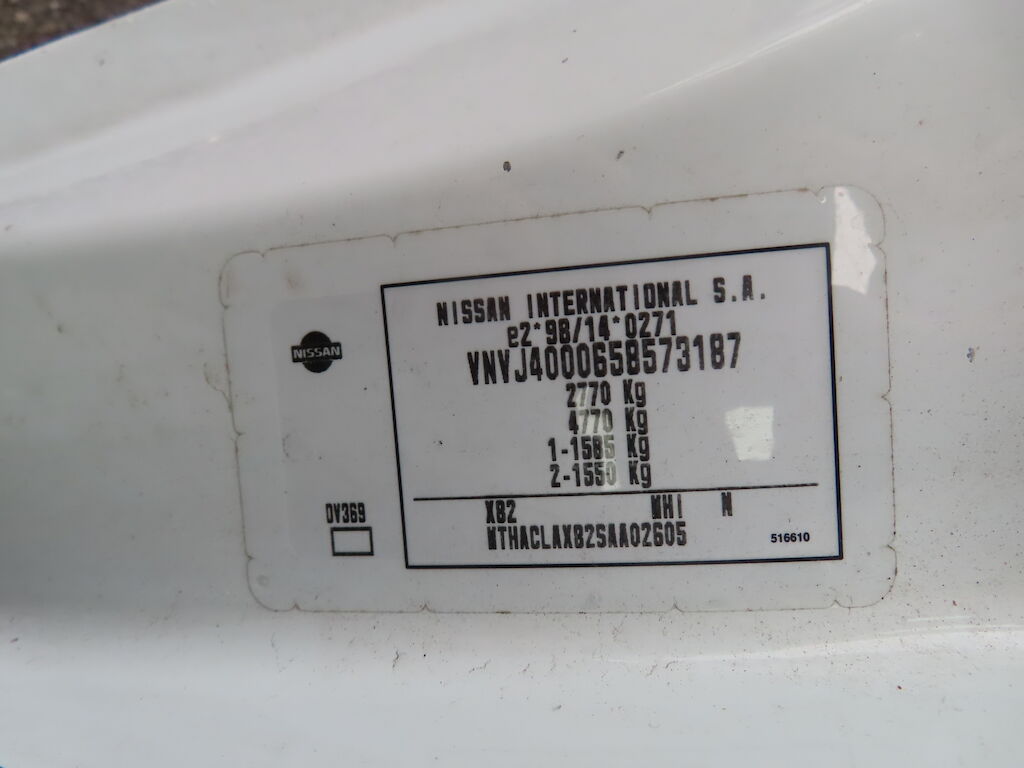 NISSAN INTERNATIONAL S.A.
e2*98/14*0271
VNVJ4000658573187
2770 Kg
4770 Kg
1-1585 Kg
2-1550 Kg
NISSAN
DV369
X82 MHI N
MTHACLAX82SAA02605
516610